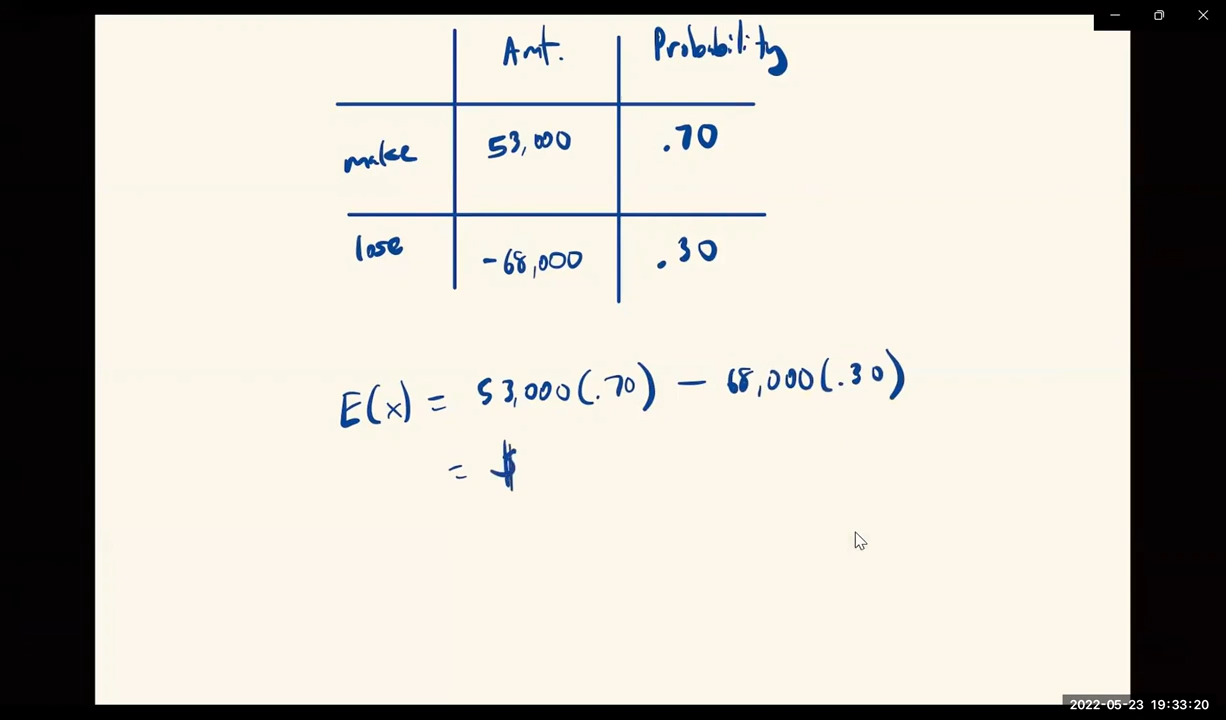 Amt. Probability
make 53,000 .70
lose -68,000 .30
E(x) = 53,000(.70) - 68,000(.30)
= $
2022-05-23 19:33:20